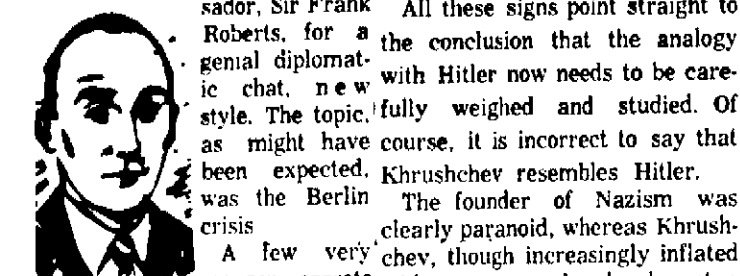 sador, Sir Frank
Roberts, for a
genial diplomat-
ic chat, new
style. The topic,
as might have
been expected,
was the Berlin
crisis
A few very
All these signs point straight to
the conclusion that the analogy
with Hitler now needs to be care-
fully weighed and studied. Of
course, it is incorrect to say that
Khrushchev resembles Hitler.
The founder of Nazism was
clearly paranoid, whereas Khrush-
chev, though increasingly inflated